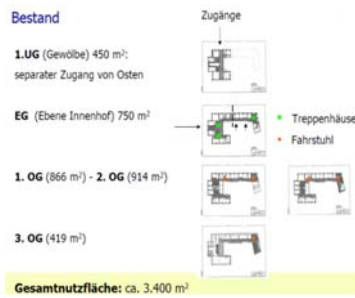 Bestand
Zugänge
1.UG (Gewölbe) 450 m²:
separater Zugang von Osten
EG (Ebene Innenhof) 750 m²
Treppenhäuse
Fahrstuhl
1. OG (866 m²) - 2. OG (914 m²)
3. OG (419 m²)
Gesamtnutzfläche: ca. 3.400 m²